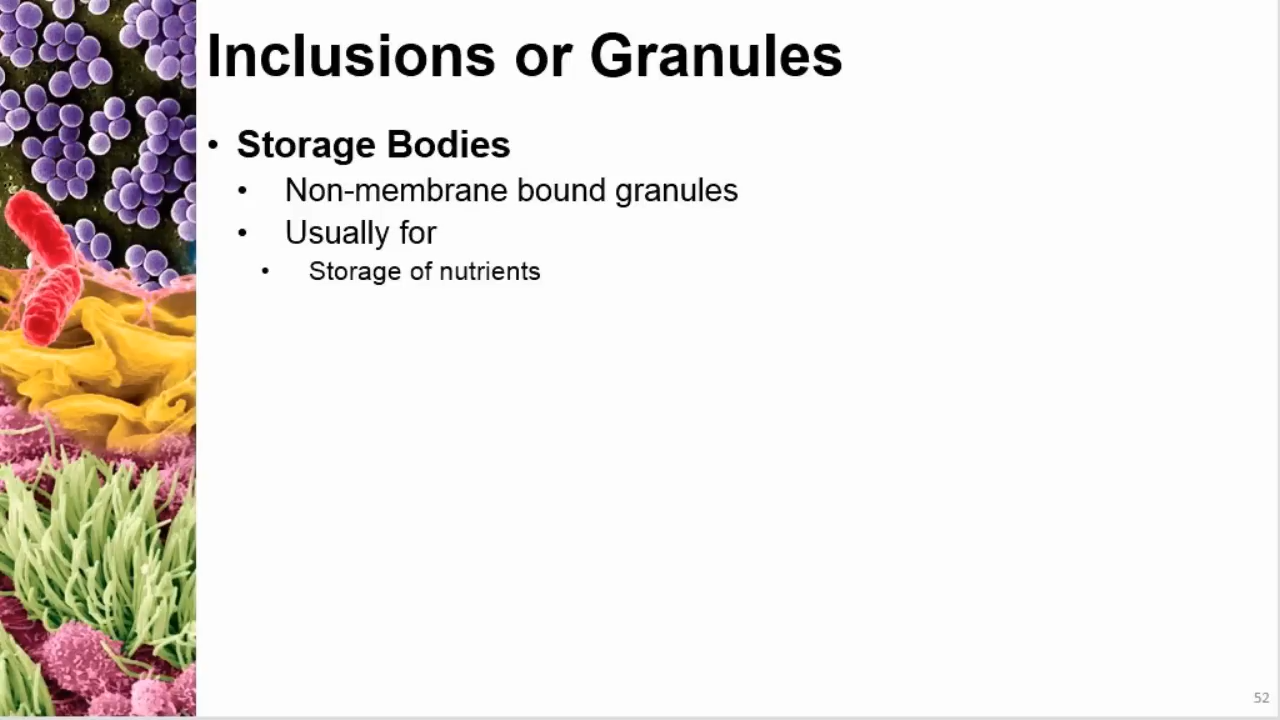 Inclusions or Granules
• Storage Bodies
• Non-membrane bound granules
• Usually for
• Storage of nutrients
52